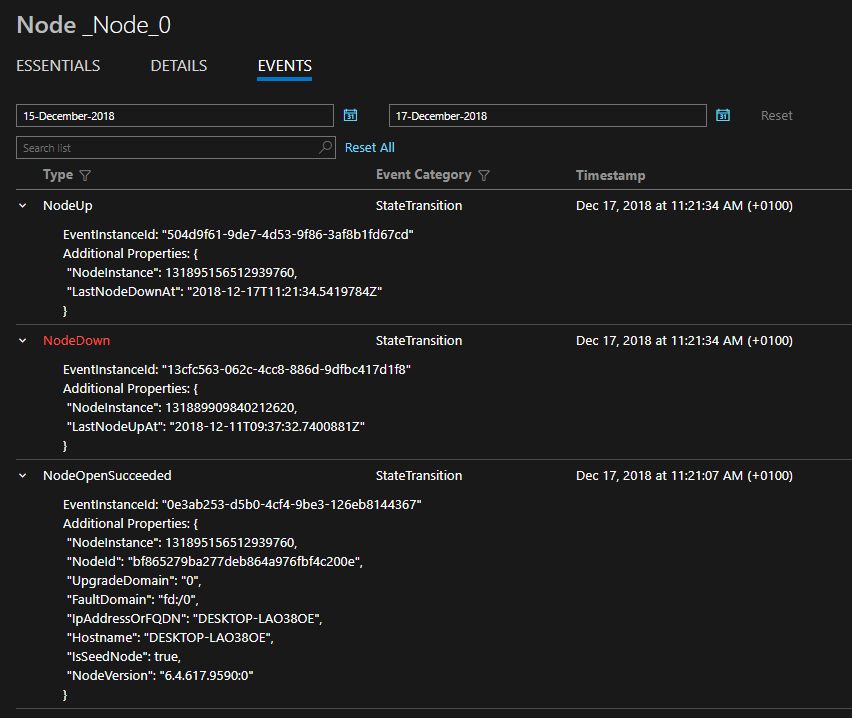 Node _Node_0
ESSENTIALS DETAILS EVENTS
15-December-2018 17-December-2018 Reset
Search list Reset All
Type Event Category Timestamp
NodeUp StateTransition Dec 17, 2018 at 11:21:34 AM (+0100)
EventInstanceId: "504d9f61-9de7-4d53-9f86-3af8b1fd67cd"
Additional Properties: {
"NodeInstance": 131895156512939760,
"LastNodeDownAt": "2018-12-17T11:21:34.5419784Z"
}
NodeDown StateTransition Dec 17, 2018 at 11:21:34 AM (+0100)
EventInstanceId: "13cfc563-062c-4cc8-886d-9dfbc417d1f8"
Additional Properties: {
"NodeInstance": 131889909840212620,
"LastNodeUpAt": "2018-12-11T09:37:32.7400881Z"
}
NodeOpenSucceeded StateTransition Dec 17, 2018 at 11:21:07 AM (+0100)
EventInstanceId: "0e3ab253-d5b0-4cf4-9be3-126eb8144367"
Additional Properties: {
"NodeInstance": 131895156512939760,
"NodeId": "bf865279ba277deb864a976fbf4c200e",
"UpgradeDomain": "0",
"FaultDomain": "fd:/0",
"IpAddressOrFQDN": "DESKTOP-LAO38OE",
"Hostname": "DESKTOP-LAO38OE",
"IsSeedNode": true,
"NodeVersion": "6.4.617.9590:0"
}